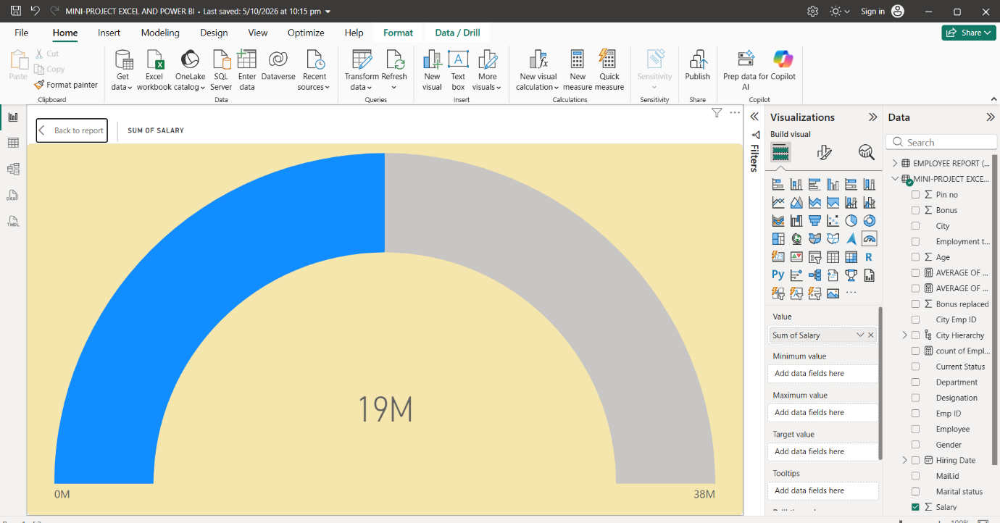 MINI-PROJECT EXCEL AND POWER BI • Last saved: 5/10/2026 at 10:15 pm
Sign in
File Home Insert Modeling Design View Optimize Help Format Data / Drill
Share
Paste
Cut
Copy
Format painter
Clipboard
Get data
Excel workbook
OneLake catalog
SQL Server
Enter data
Dataverse
Recent sources
Data
Transform data
Refresh
Queries
New visual
Text box
More visuals
Insert
New visual calculation
New measure
Quick measure
Calculations
Sensitivity
Sensitivity
Publish
Share
Prep data for AI
Copilot
Copilot
Back to report
SUM OF SALARY
19M
0M
38M
Filters
Visualizations
Build visual
R
Py
Value
Sum of Salary
Minimum value
Add data fields here
Maximum value
Add data fields here
Target value
Add data fields here
Tooltips
Add data fields here
Data
Search
EMPLOYEE REPORT (...
MINI-PROJECT EXCE...
Pin no
Bonus
City
Employment t...
Age
AVERAGE OF ...
AVERAGE OF ...
Bonus replaced
City Emp ID
City Hierarchy
count of Empl...
Current Status
Department
Designation
Emp ID
Employee
Gender
Hiring Date
Mail.id
Marital status
Salary